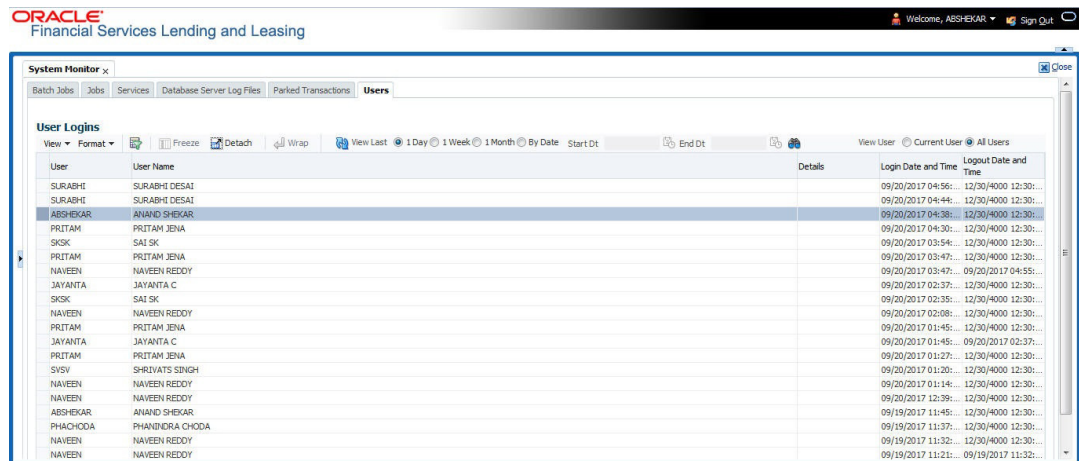 ORACLE®
Financial Services Lending and Leasing
Welcome, ABSHEKAR Sign Out
System Monitor x Close
Batch Jobs Jobs Services Database Server Log Files Parked Transactions Users
User Logins
View Format Freeze Detach Wrap View Last 1 Day 1 Week 1 Month By Date Start Dt End Dt View User Current User All Users
User User Name Details Login Date and Time Logout Date and Time
SURABHI SURABHI DESAI 09/20/2017 04:56:... 12/30/4000 12:30:...
SURABHI SURABHI DESAI 09/20/2017 04:44:... 12/30/4000 12:30:...
ABSHEKAR ANAND SHEKAR 09/20/2017 04:38:... 12/30/4000 12:30:...
PRITAM PRITAM JENA 09/20/2017 04:30:... 12/30/4000 12:30:...
SKSK SAI SK 09/20/2017 03:54:... 12/30/4000 12:30:...
PRITAM PRITAM JENA 09/20/2017 03:47:... 12/30/4000 12:30:...
NAVEEN NAVEEN REDDY 09/20/2017 03:47:... 09/20/2017 04:55:...
JAYANTA JAYANTA C 09/20/2017 02:37:... 12/30/4000 12:30:...
SKSK SAI SK 09/20/2017 02:35:... 12/30/4000 12:30:...
NAVEEN NAVEEN REDDY 09/20/2017 02:08:... 12/30/4000 12:30:...
PRITAM PRITAM JENA 09/20/2017 01:45:... 12/30/4000 12:30:...
JAYANTA JAYANTA C 09/20/2017 01:45:... 09/20/2017 02:37:...
PRITAM PRITAM JENA 09/20/2017 01:27:... 12/30/4000 12:30:...
SVSV SHRIVATS SINGH 09/20/2017 01:20:... 12/30/4000 12:30:...
NAVEEN NAVEEN REDDY 09/20/2017 01:14:... 12/30/4000 12:30:...
NAVEEN NAVEEN REDDY 09/20/2017 12:39:... 12/30/4000 12:30:...
ABSHEKAR ANAND SHEKAR 09/19/2017 11:45:... 12/30/4000 12:30:...
PHACHODA PHANINDRA CHODA 09/19/2017 11:37:... 12/30/4000 12:30:...
NAVEEN NAVEEN REDDY 09/19/2017 11:32:... 12/30/4000 12:30:...
NAVEEN NAVEEN REDDY 09/19/2017 11:21:... 09/19/2017 11:32:...